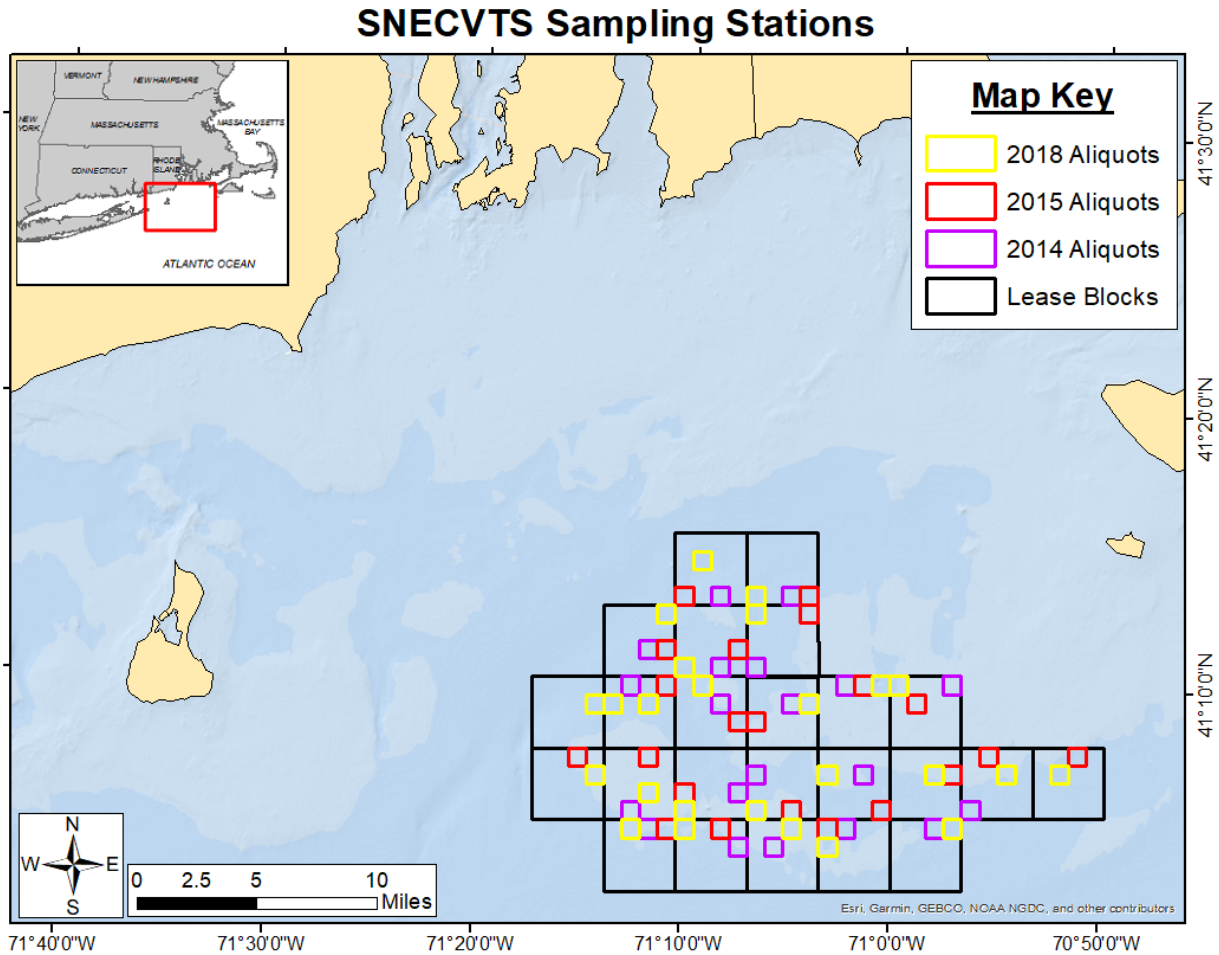 SNECVTS Sampling Stations
VERMONT
NEW HAMPSHIRE
NEW
YORK
MASSACHUSETTS
MASSACHUSETTS
BAY
CONNECTICUT
RHODE
ISLAND
ATLANTIC OCEAN
Map Key
2018 Aliquots
2015 Aliquots
2014 Aliquots
Lease Blocks
41°30'0"N
41°20'0"N
41°10'0"N
N
W
E
S
0 2.5 5 10
Miles
Esri, Garmin, GEBCO, NOAA NGDC, and other contributors
71°40'0"W 71°30'0"W 71°20'0"W 71°10'0"W 71°0'0"W 70°50'0"W